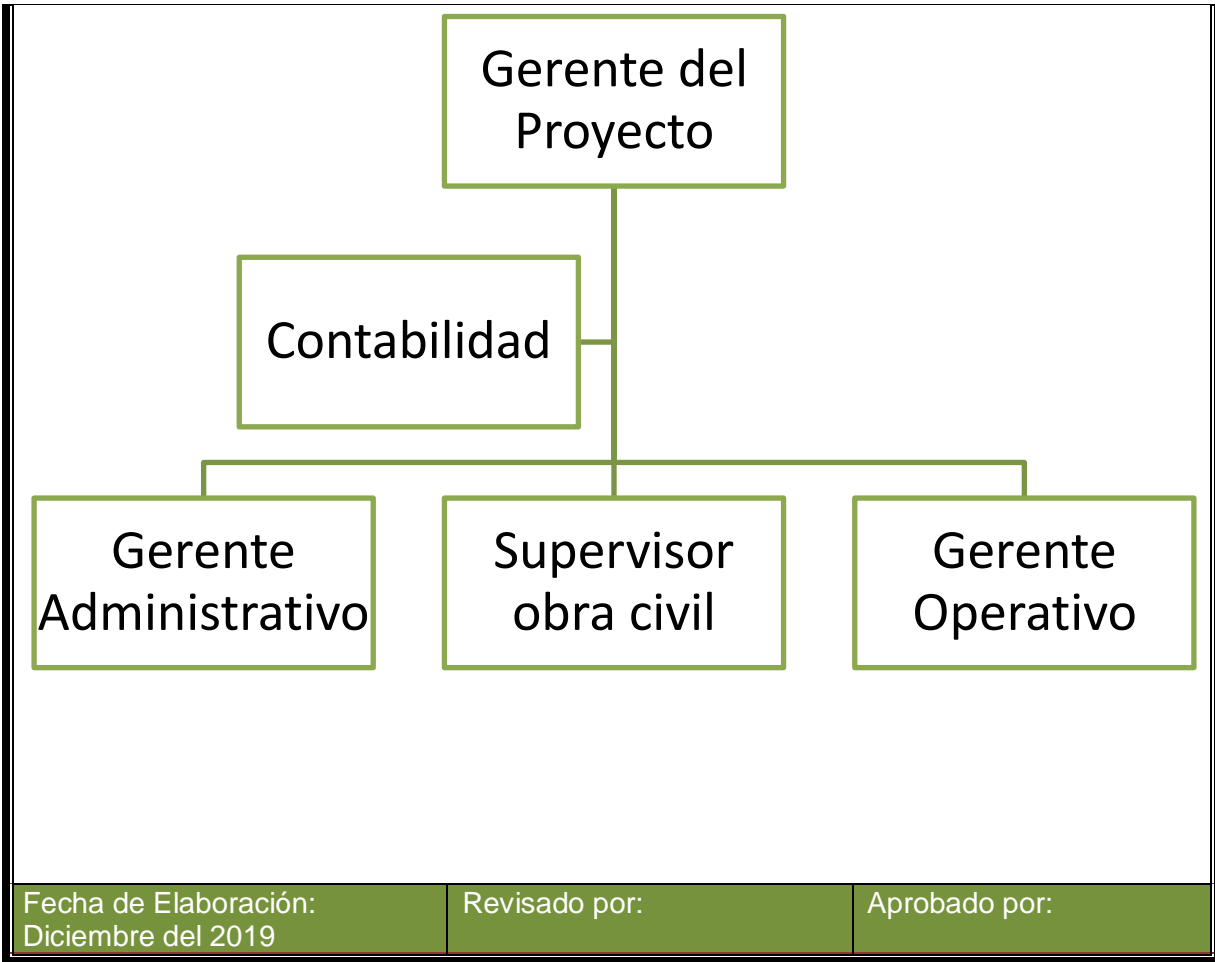 Gerente del
Proyecto
Contabilidad
Gerente
Administrativo
Supervisor
obra civil
Gerente
Operativo
Fecha de Elaboración:
Diciembre del 2019
Revisado por:
Aprobado por: